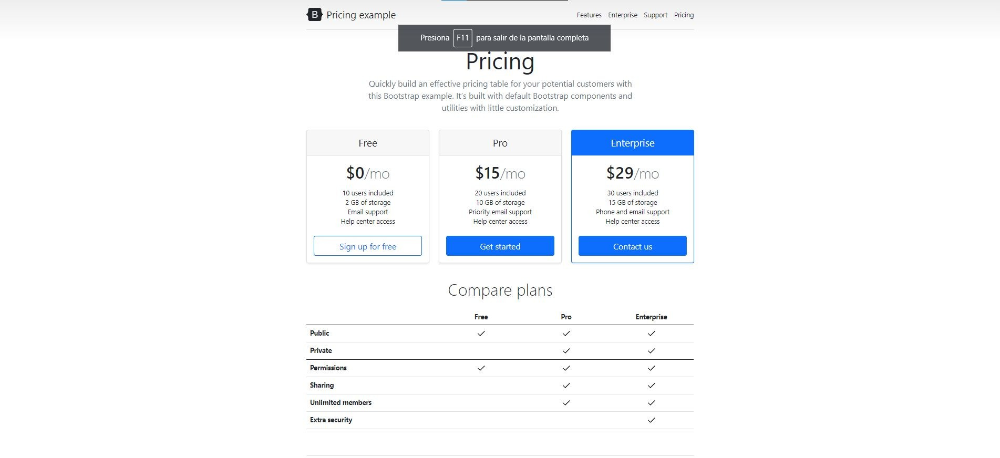 B Pricing example
Features Enterprise Support Pricing
Presiona F11 para salir de la pantalla completa
Pricing
Quickly build an effective pricing table for your potential customers with
this Bootstrap example. It’s built with default Bootstrap components and
utilities with little customization.
Free
$0/mo
10 users included
2 GB of storage
Email support
Help center access
Sign up for free
Pro
$15/mo
20 users included
10 GB of storage
Priority email support
Help center access
Get started
Enterprise
$29/mo
30 users included
15 GB of storage
Phone and email support
Help center access
Contact us
Compare plans
Free Pro Enterprise
Public
Private
Permissions
Sharing
Unlimited members
Extra security